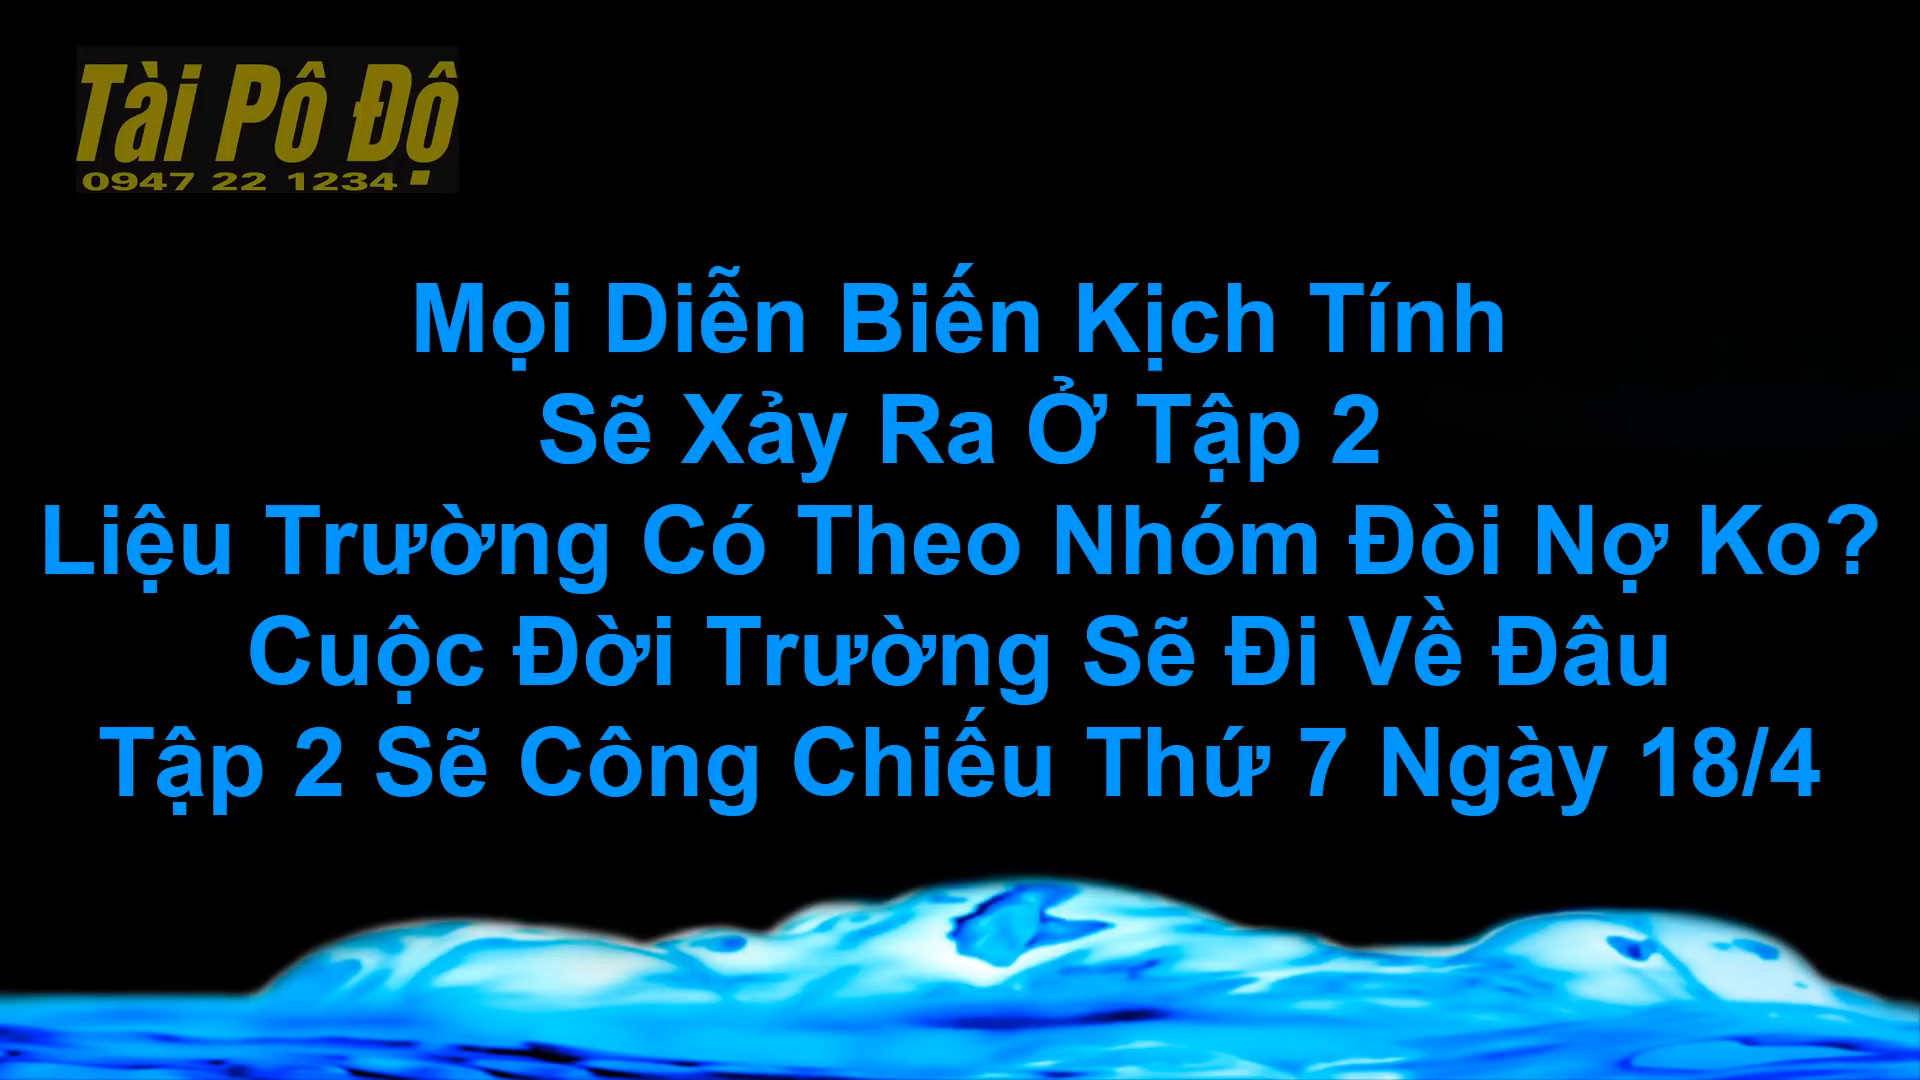 Tài Pô Độ
0947 22 1234
Mọi Diễn Biến Kịch Tính
Sẽ Xảy Ra Ở Tập 2
Liệu Trường Có Theo Nhóm Đòi Nợ Ko?
Cuộc Đời Trường Sẽ Đi Về Đâu
Tập 2 Sẽ Công Chiếu Thứ 7 Ngày 18/4